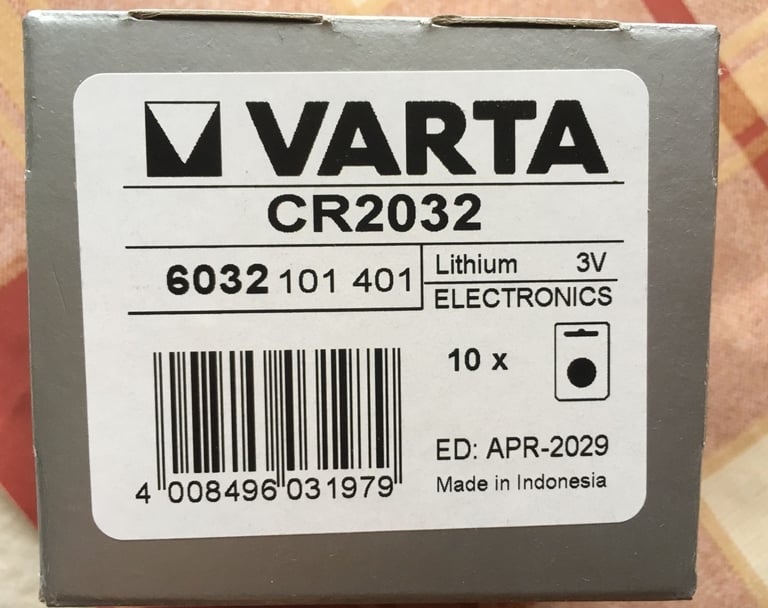 VARTA
CR2032
6032 101 401
Lithium 3V
ELECTRONICS
10 x
4 008496 031979
ED: APR-2029
Made in Indonesia